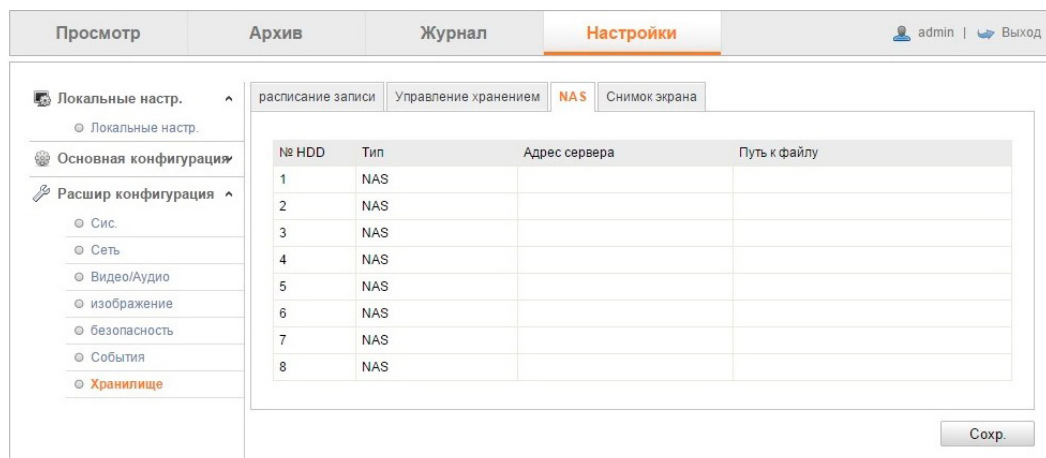 Просмотр Архив Журнал Настройки admin | Выход
Локальные настр.
Локальные настр.
Основная конфигурация
Расшир конфигурация
Сис.
Сеть
Видео/Аудио
изображение
безопасность
События
Хранилище
расписание записи Управление хранением NAS Снимок экрана
№ HDD Тип Адрес сервера Путь к файлу
1 NAS
2 NAS
3 NAS
4 NAS
5 NAS
6 NAS
7 NAS
8 NAS
Сохр.